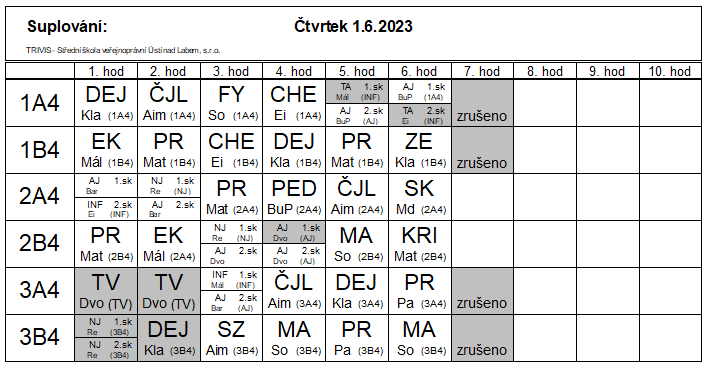 Suplování: Čtvrtek 1.6.2023
TRIVIS - Střední škola veřejnoprávní Ústí nad Labem, s.r.o.
1. hod 2. hod 3. hod 4. hod 5. hod 6. hod 7. hod 8. hod 9. hod 10. hod
1A4
DEJ
Kla (1A4)
ČJL
Aim (1A4)
FY
So (1A4)
CHE
Ei (1A4)
TA 1.sk
Mál (INF)
AJ 2.sk
BuP (AJ)
AJ 1.sk
BuP (1A4)
TA 2.sk
Ei (INF)
zrušeno
1B4
EK
Mál (1B4)
PR
Mat (1B4)
CHE
Ei (1B4)
DEJ
Kla (1B4)
PR
Mat (1B4)
ZE
Kla (1B4)
zrušeno
2A4
AJ 1.sk
Bar
INF 2.sk
Ei (INF)
NJ 1.sk
Re (NJ)
AJ 2.sk
Bar
PR
Mat (2A4)
PED
BuP (2A4)
ČJL
Aim (2A4)
SK
Md (2A4)
2B4
PR
Mat (2B4)
EK
Mál (2A4)
NJ 1.sk
Re (NJ)
AJ 2.sk
Dvo
AJ 1.sk
Dvo (AJ)
AJ 2.sk
Dvo (AJ)
MA
So (2B4)
KRI
Mat (2B4)
3A4
TV
Dvo (TV)
TV
Dvo (TV)
INF 1.sk
Mál (INF)
AJ 2.sk
Bar (AJ)
ČJL
Aim (3A4)
DEJ
Kla (3A4)
PR
Pa (3A4)
zrušeno
3B4
NJ 1.sk
Re (3B4)
NJ 2.sk
Re (3B4)
DEJ
Kla (3B4)
SZ
Aim (3B4)
MA
So (3B4)
PR
Pa (3B4)
MA
So (3B4)
zrušeno